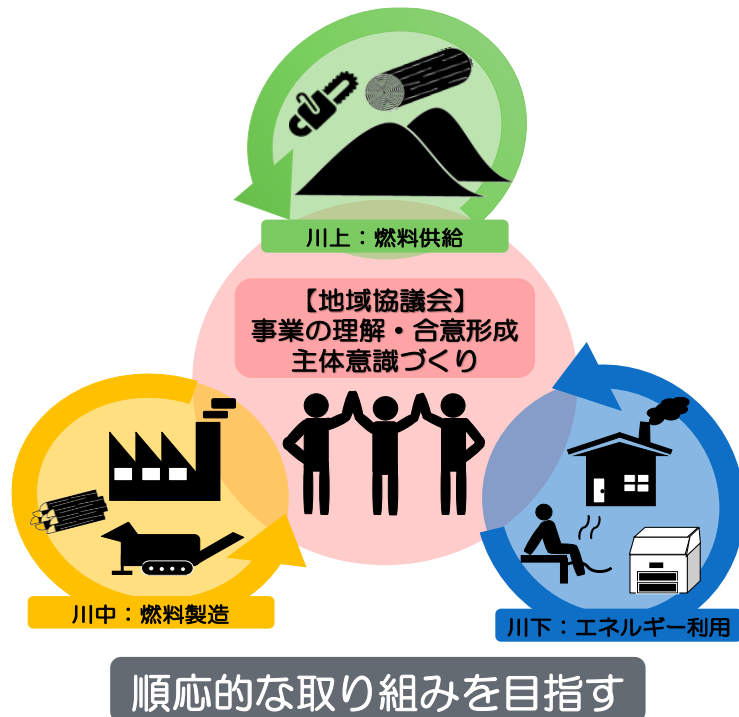 川上：燃料供給
【地域協議会】
事業の理解・合意形成
主体意識づくり
川中：燃料製造
川下：エネルギー利用
順応的な取り組みを目指す